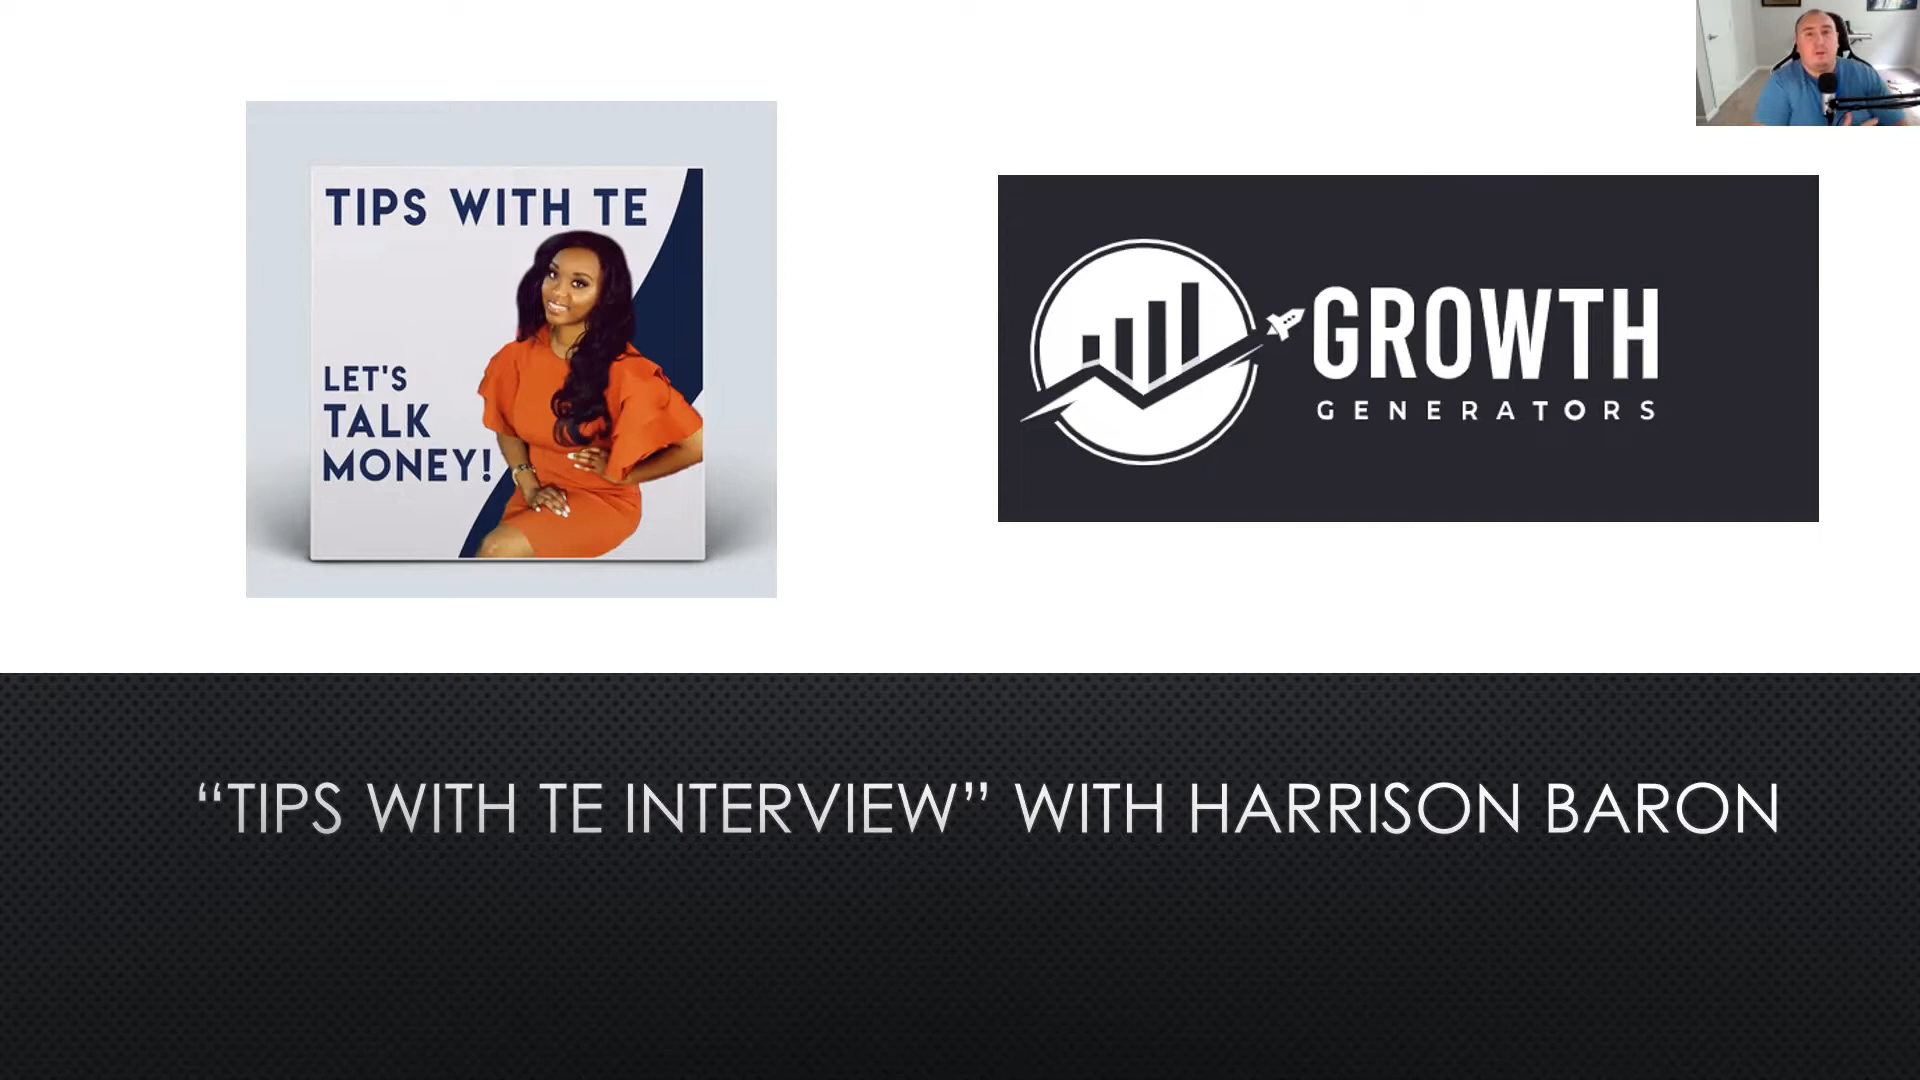 TIPS WITH TE
LET'S
TALK
MONEY!
GROWTH
GENERATORS
“TIPS WITH TE INTERVIEW” WITH HARRISON BARON